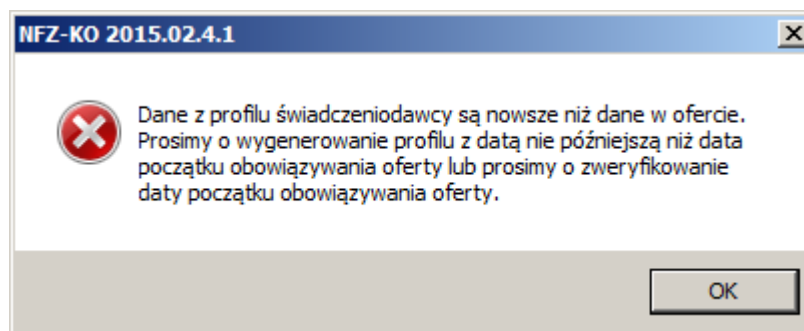 NFZ-KO 2015.02.4.1
Dane z profilu świadczeniodawcy są nowsze niż dane w ofercie.
Prosimy o wygenerowanie profilu z datą nie późniejszą niż data
początku obowiązywania oferty lub prosimy o zweryfikowanie
daty początku obowiązywania oferty.
OK